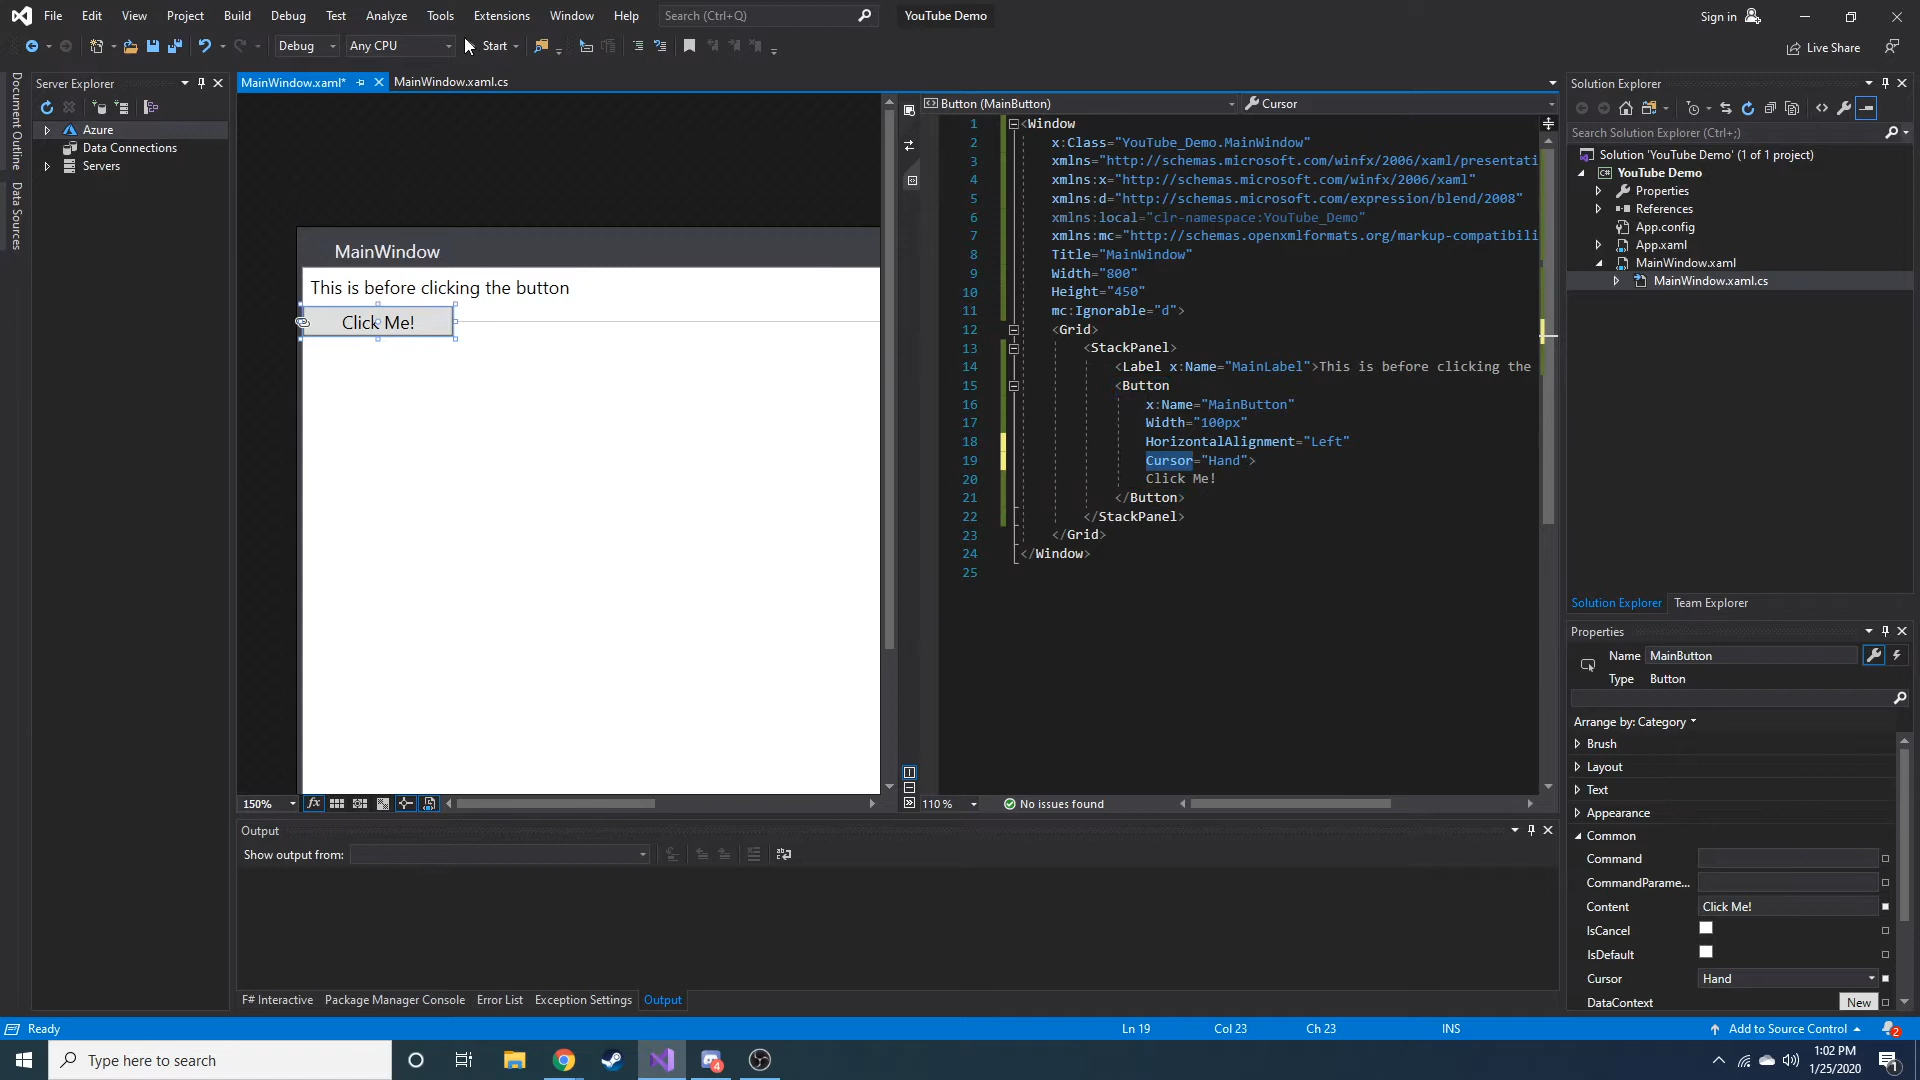 File Edit View Project Build Debug Test Analyze Tools Extensions Window Help Search (Ctrl+Q) YouTube Demo Sign in
Debug Any CPU Start Live Share
Document Outline
Data Sources
Server Explorer
Azure
Data Connections
Servers
MainWindow.xaml* MainWindow.xaml.cs
MainWindow
This is before clicking the button
Click Me!
150%
Button (MainButton) Cursor
1 <Window
2 x:Class="YouTube_Demo.MainWindow"
3 xmlns="http://schemas.microsoft.com/winfx/2006/xaml/presentati
4 xmlns:x="http://schemas.microsoft.com/winfx/2006/xaml"
5 xmlns:d="http://schemas.microsoft.com/expression/blend/2008"
6 xmlns:local="clr-namespace:YouTube_Demo"
7 xmlns:mc="http://schemas.openxmlformats.org/markup-compatibili
8 Title="MainWindow"
9 Width="800"
10 Height="450"
11 mc:Ignorable="d">
12 <Grid>
13 <StackPanel>
14 <Label x:Name="MainLabel">This is before clicking the
15 <Button
16 x:Name="MainButton"
17 Width="100px"
18 HorizontalAlignment="Left"
19 Cursor="Hand">
20 Click Me!
21 </Button>
22 </StackPanel>
23 </Grid>
24 </Window>
25
110 % No issues found
Output
Show output from:
F# Interactive Package Manager Console Error List Exception Settings Output
Solution Explorer
Search Solution Explorer (Ctrl+;)
Solution 'YouTube Demo' (1 of 1 project)
YouTube Demo
Properties
References
App.config
App.xaml
MainWindow.xaml
MainWindow.xaml.cs
Solution Explorer Team Explorer
Properties
Name MainButton
Type Button
Arrange by: Category
Brush
Layout
Text
Appearance
Common
Command
CommandParame...
Content Click Me!
IsCancel
IsDefault
Cursor Hand
DataContext New
Ready Ln 19 Col 23 Ch 23 INS Add to Source Control 2
Type here to search 4 1:02 PM
1/25/2020 1